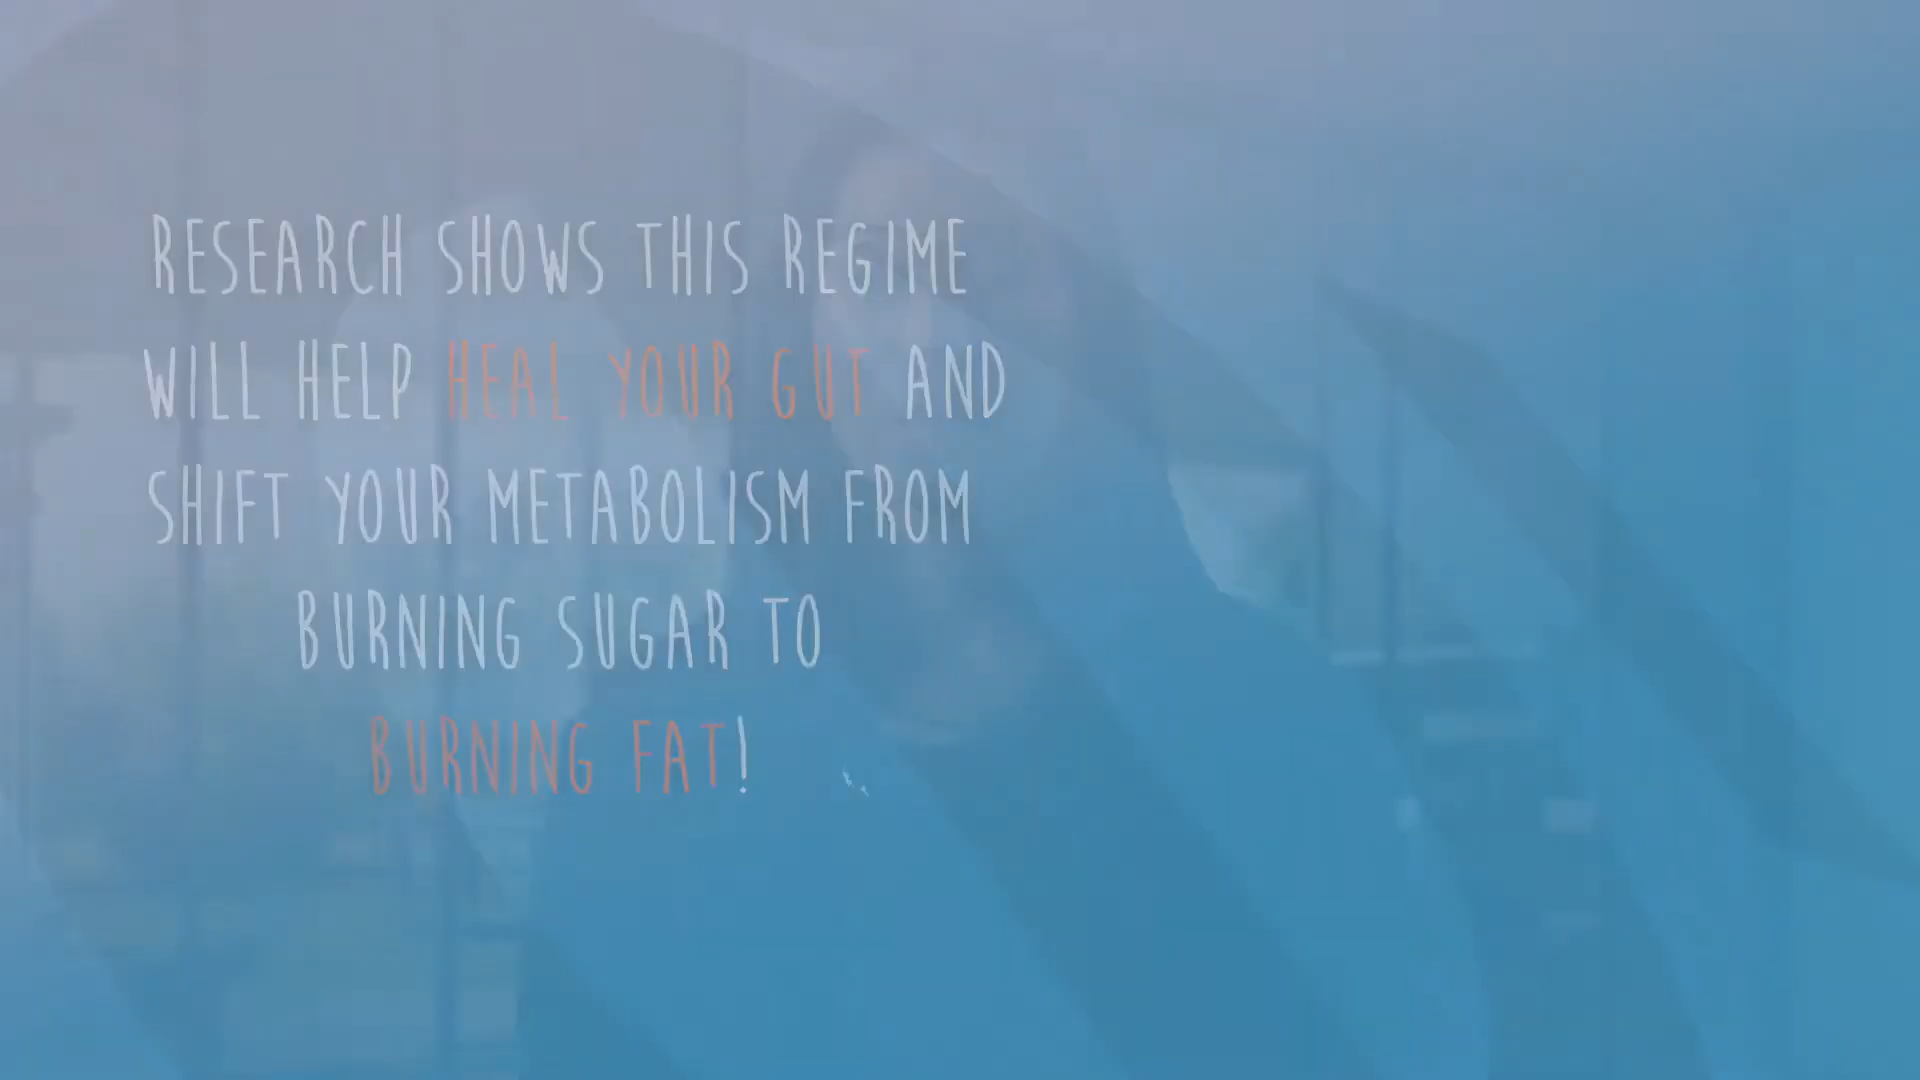 RESEARCH SHOWS THIS REGIME
WILL HELP HEAL YOUR GUT AND
SHIFT YOUR METABOLISM FROM
BURNING SUGAR TO
BURNING FAT!